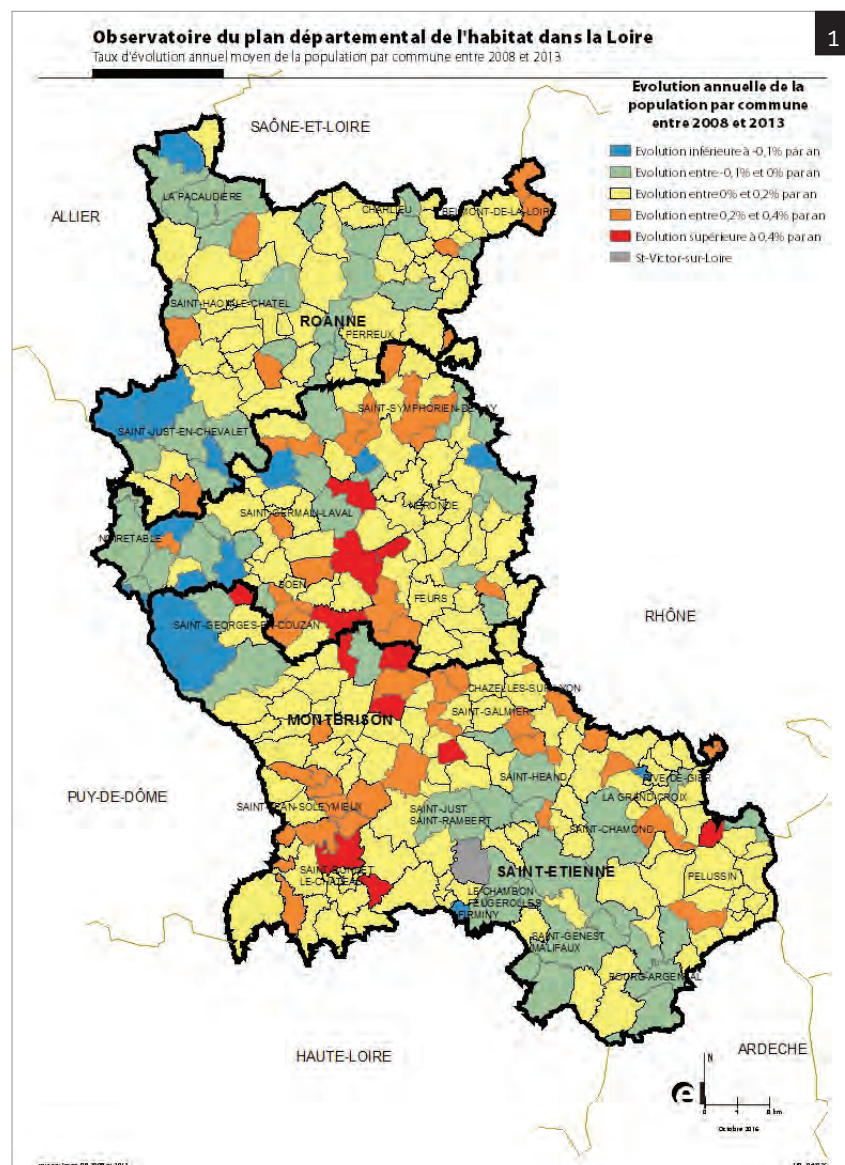 Observatoire du plan départemental de l'habitat dans la Loire
1
Taux d'évolution annuel moyen de la population par commune entre 2008 et 2013
Evolution annuelle de la
population par commune
entre 2008 et 2013
Evolution inférieure à -0,1% par an
Evolution entre -0,1% et 0% par an
Evolution entre 0% et 0,2% par an
Evolution entre 0,2% et 0,4% par an
Evolution supérieure à 0,4% par an
St-Victor-sur-Loire
SAÔNE-ET-LOIRE
LA PACAUDIERE
ALLIER
CHARLIEU
BELMONT-DE-LA-LOIRE
SAINT-HAON-LE-CHATEL
ROANNE
PERREUX
SAINT-SYMPHORIEN-DE-LAY
SAINT-JUST-EN-CHEVALET
SAINT-GERMAIN-LAVAL
NERONDE
NOIRETABLE
BOEN
FEURS
RHÔNE
SAINT-GEORGES-EN-COUZAN
CHAZELLES-SUR-LYON
SAINT-GALMIER
MONTBRISON
SAINT-HEAND
RIVE-DE-GIER
PUY-DE-DÔME
LA GRAND-CROIX
SAINT-JEAN-SOLEYMIEUX
SAINT-JUST
SAINT-RAMBERT
SAINT-CHAMOND
SAINT-BONNET
LE-CHATEAU
SAINT-ETIENNE
PELUSSIN
LE CHAMBON
FEUGEROLLES
FIRMINY
SAINT-GENEST
MALIFAUX
BOURG-ARGENTAL
HAUTE-LOIRE
ARDECHE
N
0 4 8 km
Octobre 2016